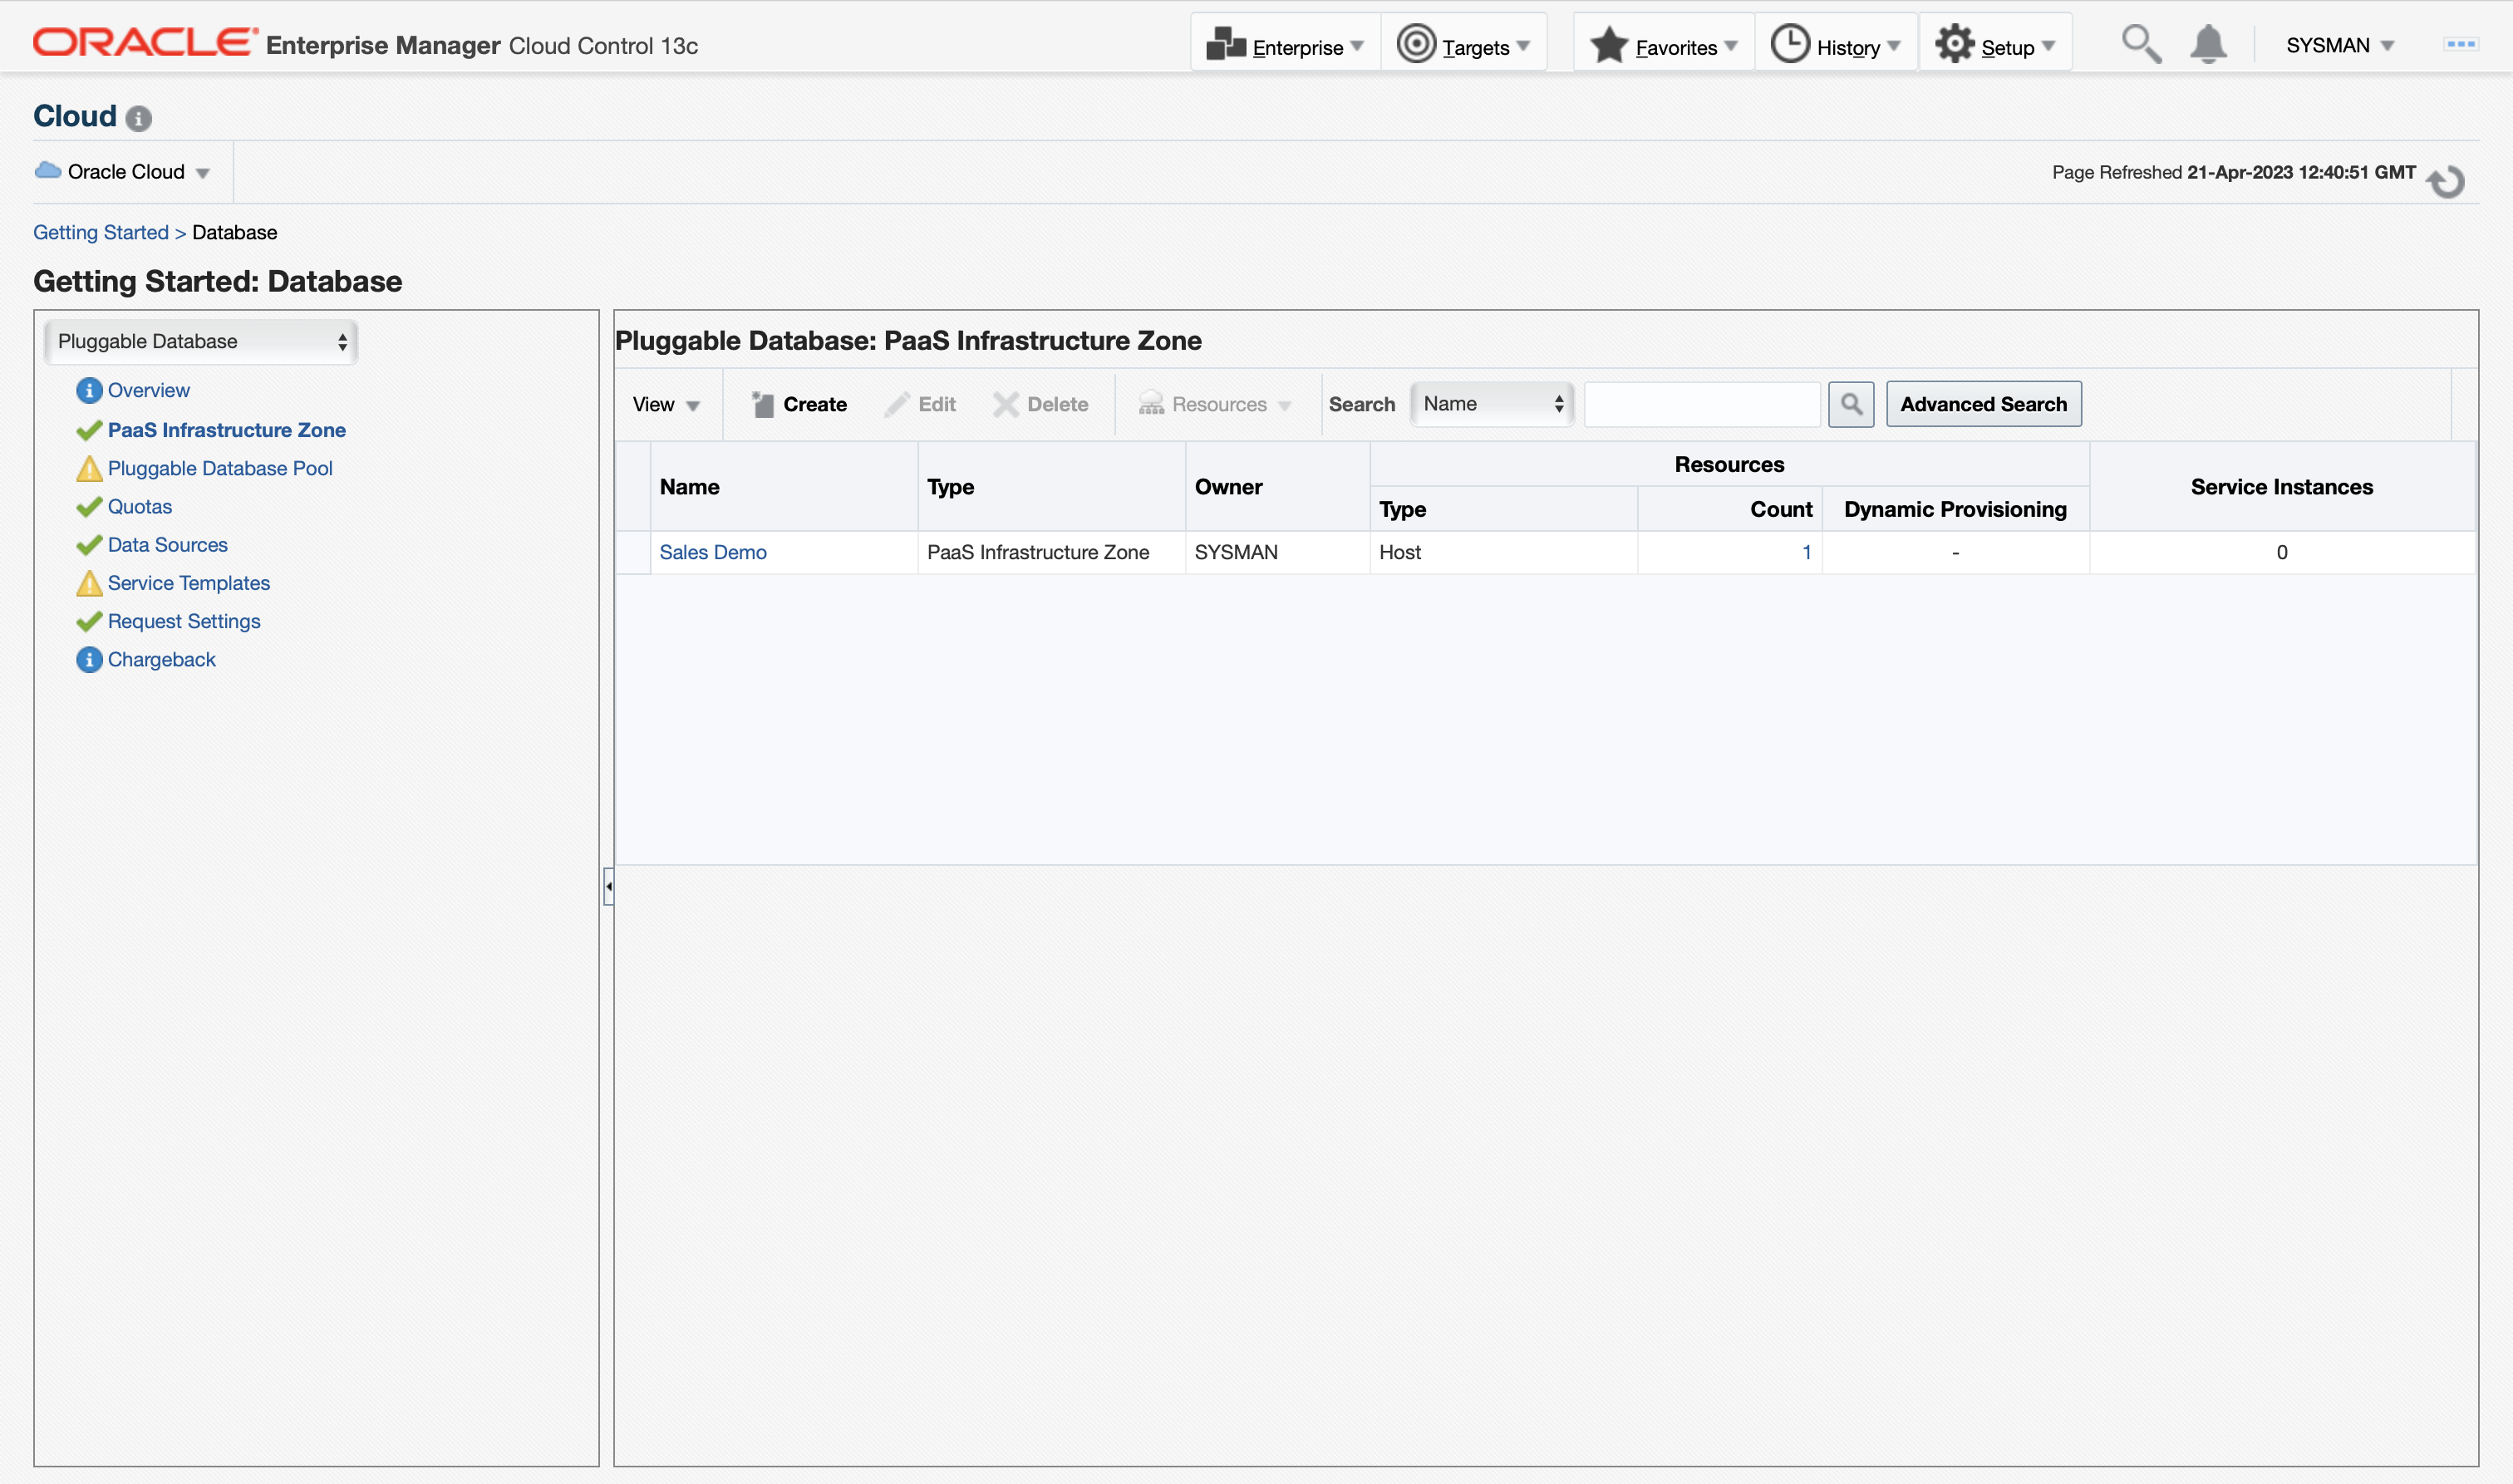 ORACLE Enterprise Manager Cloud Control 13c
Enterprise Targets Favorites History Setup SYSMAN
Cloud
Oracle Cloud
Page Refreshed 21-Apr-2023 12:40:51 GMT
Getting Started > Database
Getting Started: Database
Pluggable Database
Overview
PaaS Infrastructure Zone
Pluggable Database Pool
Quotas
Data Sources
Service Templates
Request Settings
Chargeback
Pluggable Database: PaaS Infrastructure Zone
View Create Edit Delete Resources Search Name Advanced Search
Name Type Owner Resources Service Instances
Type Count Dynamic Provisioning
Sales Demo PaaS Infrastructure Zone SYSMAN Host 1 - 0